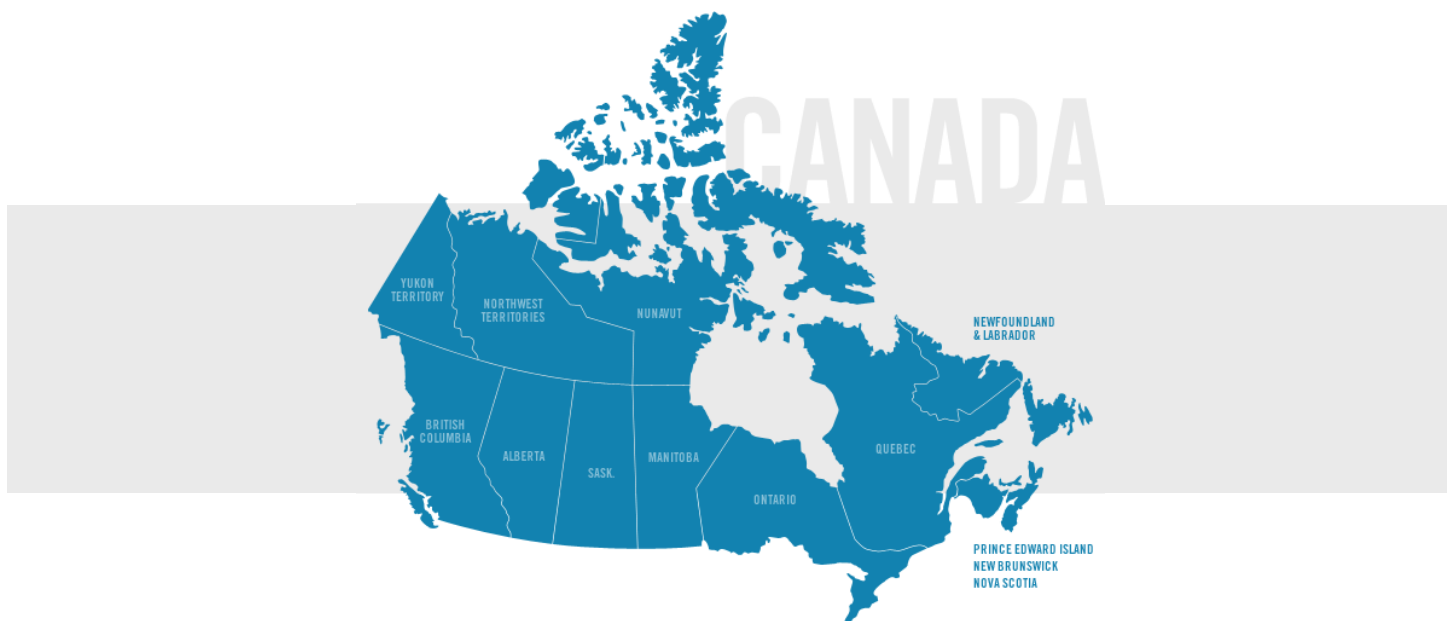 CANADA
YUKON
TERRITORY
NORTHWEST
TERRITORIES
NUNAVUT
NEWFOUNDLAND
& LABRADOR
BRITISH
COLUMBIA
ALBERTA
SASK.
MANITOBA
ONTARIO
QUEBEC
PRINCE EDWARD ISLAND
NEW BRUNSWICK
NOVA SCOTIA